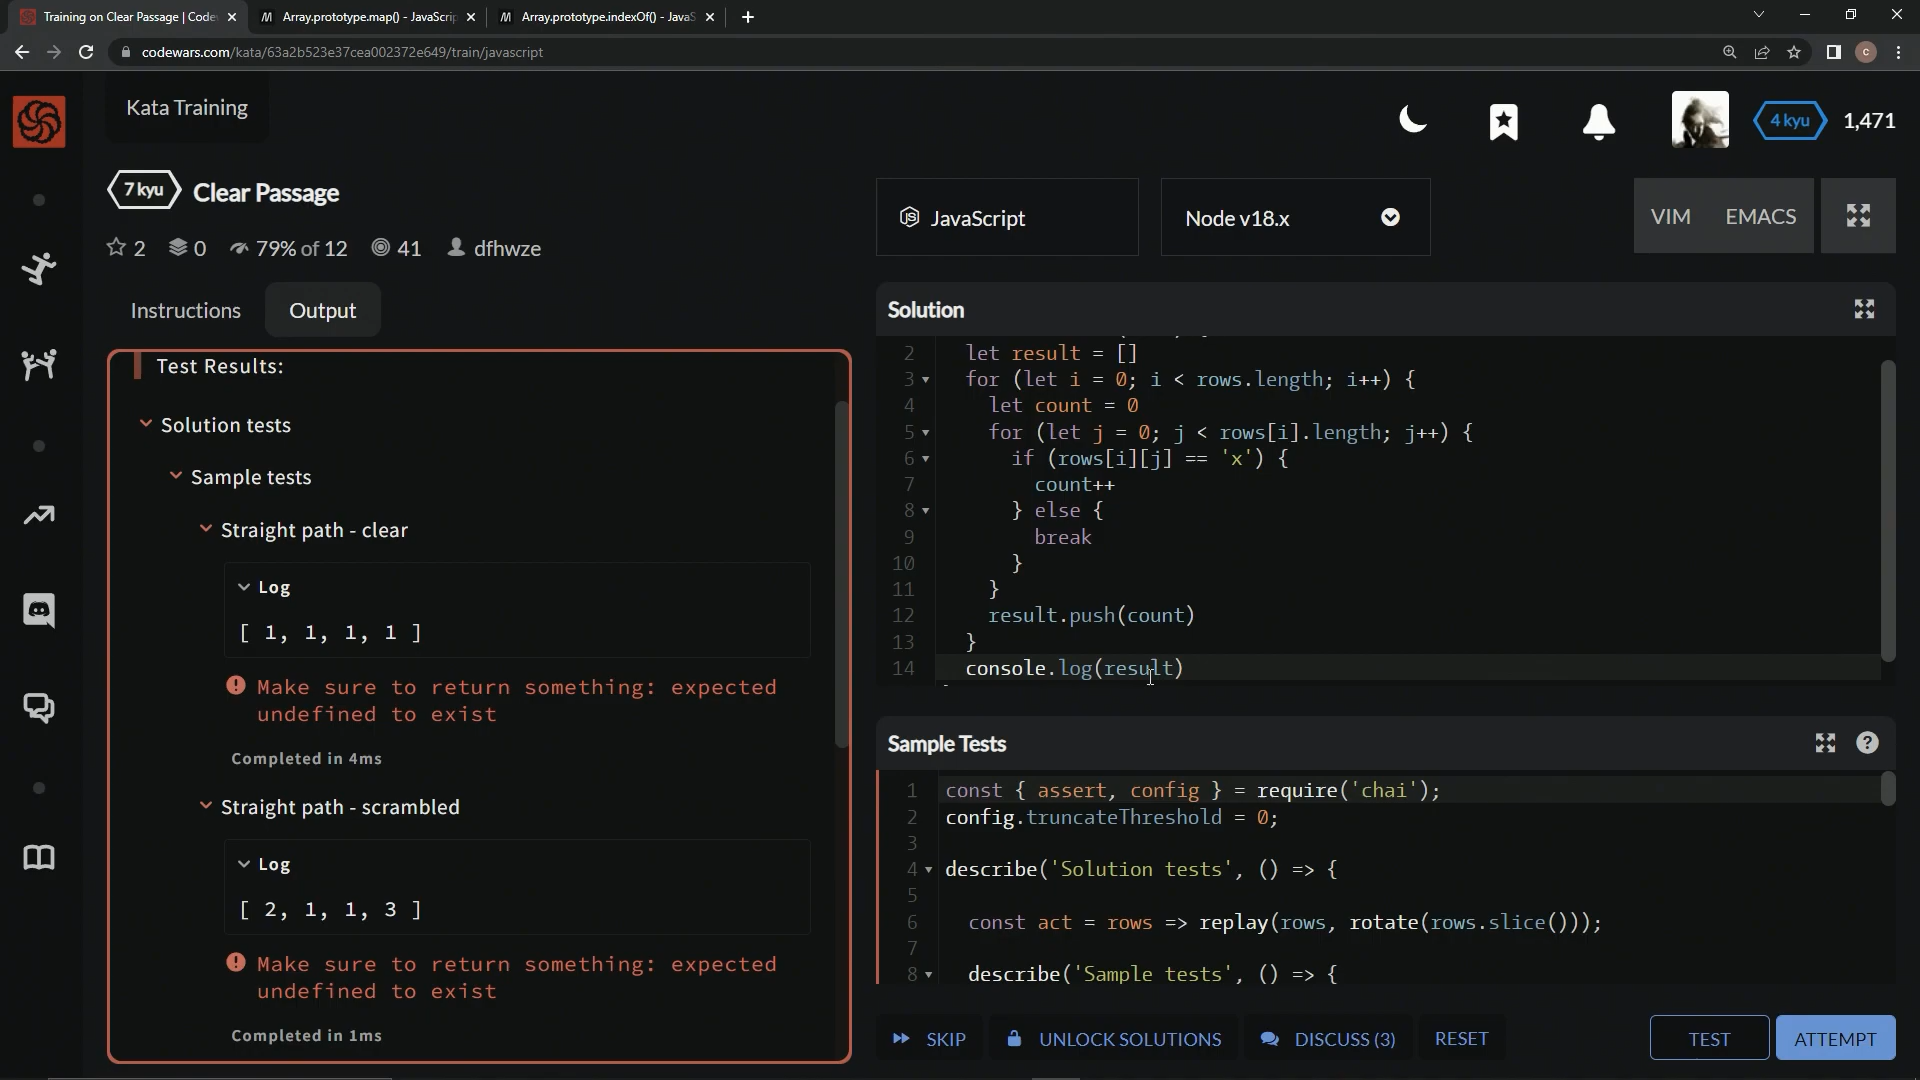 Training on Clear Passage | Code
Array.prototype.map() - JavaScrip
Array.prototype.indexOf() - JavaS
codewars.com/kata/63a2b523e37cea002372e649/train/javascript
C
Kata Training
4 kyu
1,471
7 kyu
Clear Passage
2
0
79% of 12
41
dfhwze
JavaScript
Node v18.x
VIM
EMACS
Instructions
Output
Test Results:
Solution tests
Sample tests
Straight path - clear
Log
[ 1, 1, 1, 1 ]
Make sure to return something: expected
undefined to exist
Completed in 4ms
Straight path - scrambled
Log
[ 2, 1, 1, 3 ]
Make sure to return something: expected
undefined to exist
Completed in 1ms
Solution
2 let result = []
3 for (let i = 0; i < rows.length; i++) {
4 let count = 0
5 for (let j = 0; j < rows[i].length; j++) {
6 if (rows[i][j] == 'x') {
7 count++
8 } else {
9 break
10 }
11 }
12 result.push(count)
13 }
14 console.log(result)
Sample Tests
?
1 const { assert, config } = require('chai');
2 config.truncateThreshold = 0;
3
4 describe('Solution tests', () => {
5
6 const act = rows => replay(rows, rotate(rows.slice()));
7
8 describe('Sample tests', () => {
SKIP
UNLOCK SOLUTIONS
DISCUSS (3)
RESET
TEST
ATTEMPT